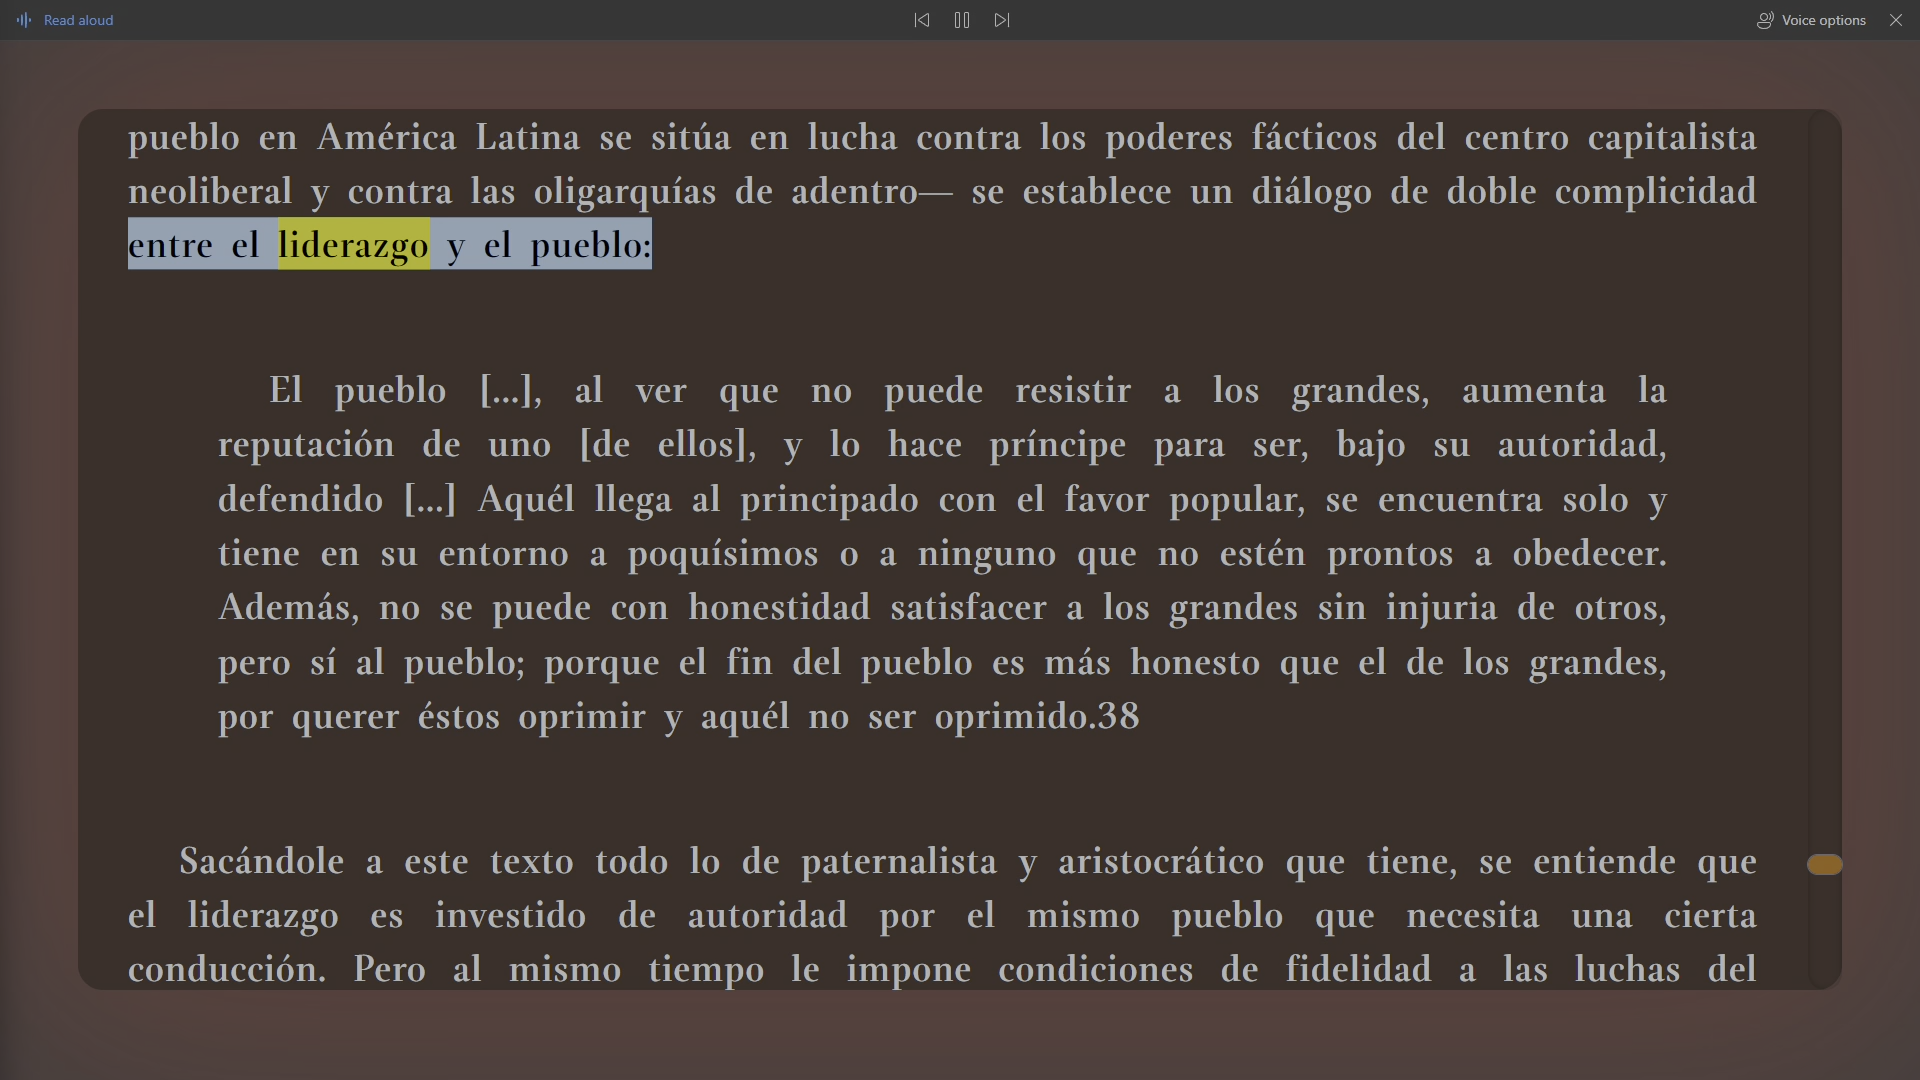 Read aloud
Voice options
pueblo en América Latina se sitúa en lucha contra los poderes fácticos del centro capitalista
neoliberal y contra las oligarquías de adentro— se establece un diálogo de doble complicidad
entre el liderazgo y el pueblo:
El pueblo [...], al ver que no puede resistir a los grandes, aumenta la
reputación de uno [de ellos], y lo hace príncipe para ser, bajo su autoridad,
defendido [...] Aquél llega al principado con el favor popular, se encuentra solo y
tiene en su entorno a poquísimos o a ninguno que no estén prontos a obedecer.
Además, no se puede con honestidad satisfacer a los grandes sin injuria de otros,
pero sí al pueblo; porque el fin del pueblo es más honesto que el de los grandes,
por querer éstos oprimir y aquél no ser oprimido.38
Sacándole a este texto todo lo de paternalista y aristocrático que tiene, se entiende que
el liderazgo es investido de autoridad por el mismo pueblo que necesita una cierta
conducción. Pero al mismo tiempo le impone condiciones de fidelidad a las luchas del